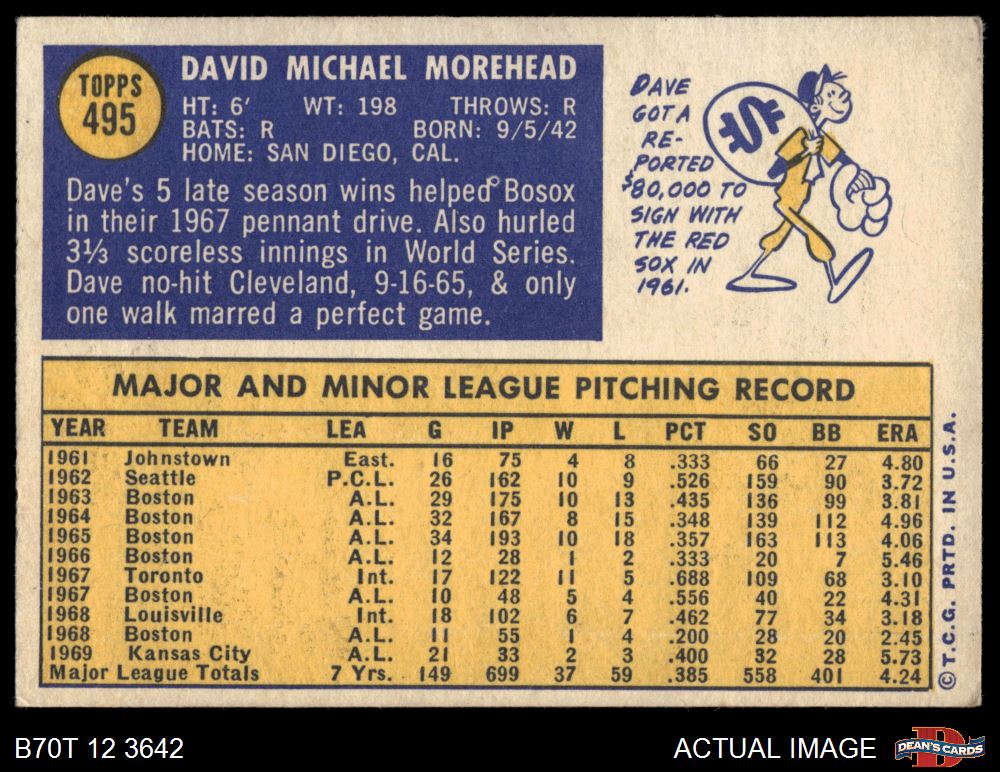 TOPPS
495
DAVID MICHAEL MOREHEAD
HT: 6' WT: 198 THROWS: R
BATS: R BORN: 9/5/42
HOME: SAN DIEGO, CAL.
Dave's 5 late season wins helped Bosox
in their 1967 pennant drive. Also hurled
3⅓ scoreless innings in World Series.
Dave no-hit Cleveland, 9-16-65, & only
one walk marred a perfect game.
DAVE
GOT A
RE-
PORTED
$80,000 TO
SIGN WITH
THE RED
SOX IN
1961.
$
MAJOR AND MINOR LEAGUE PITCHING RECORD
YEAR TEAM LEA G IP W L PCT SO BB ERA
1961 Johnstown East. 16 75 4 8 .333 66 27 4.80
1962 Seattle P.C.L. 26 162 10 9 .526 159 90 3.72
1963 Boston A.L. 29 175 10 13 .435 136 99 3.81
1964 Boston A.L. 32 167 8 15 .348 139 112 4.96
1965 Boston A.L. 34 193 10 18 .357 163 113 4.06
1966 Boston A.L. 12 28 1 2 .333 20 7 5.46
1967 Toronto Int. 17 122 11 5 .688 109 68 3.10
1967 Boston A.L. 10 48 5 4 .556 40 22 4.31
1968 Louisville Int. 18 102 6 7 .462 77 34 3.18
1968 Boston A.L. 11 55 1 4 .200 28 20 2.45
1969 Kansas City A.L. 21 33 2 3 .400 32 28 5.73
Major League Totals 7 Yrs. 149 699 37 59 .385 558 401 4.24
©T.C.G. PRTD. IN U.S.A.
B70T 12 3642
ACTUAL IMAGE
D
DEAN'S CARDS